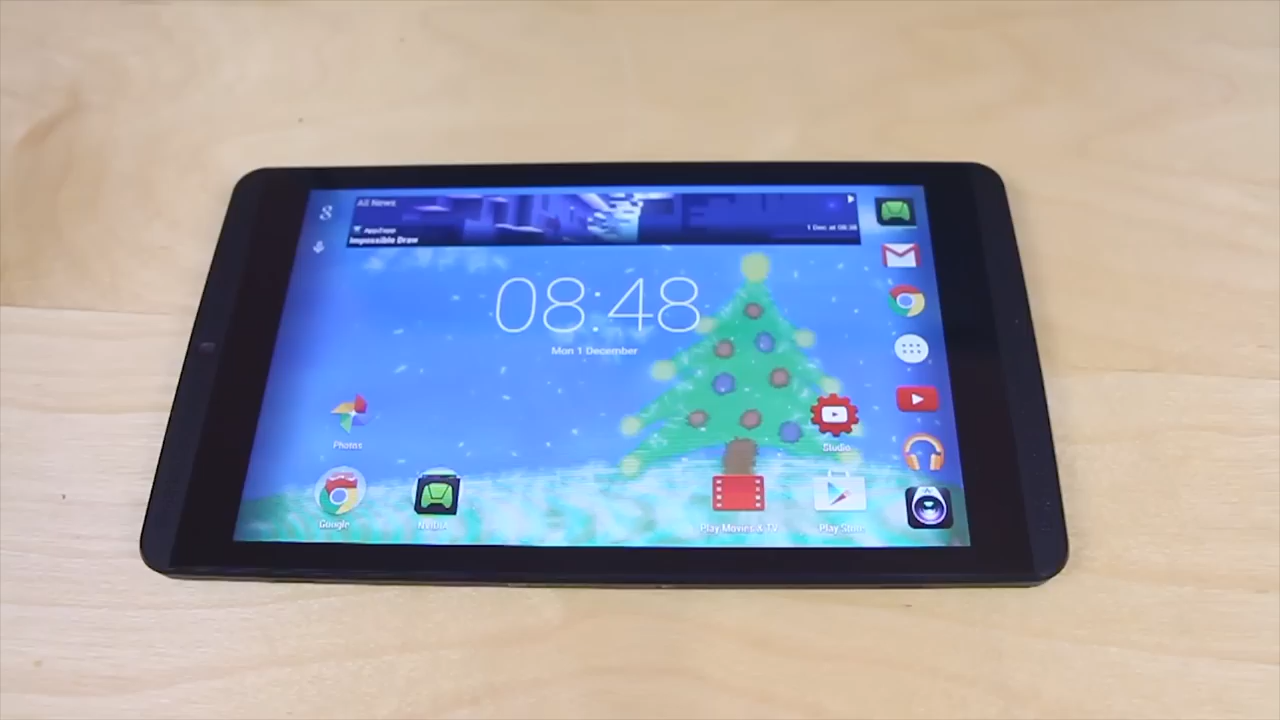 All News
AppTapp
Impossible Draw
1 Dec at 08:38
08:48
Mon 1 December
Photos
Studio
Google
NVIDIA
Play Movies & TV
Play Store